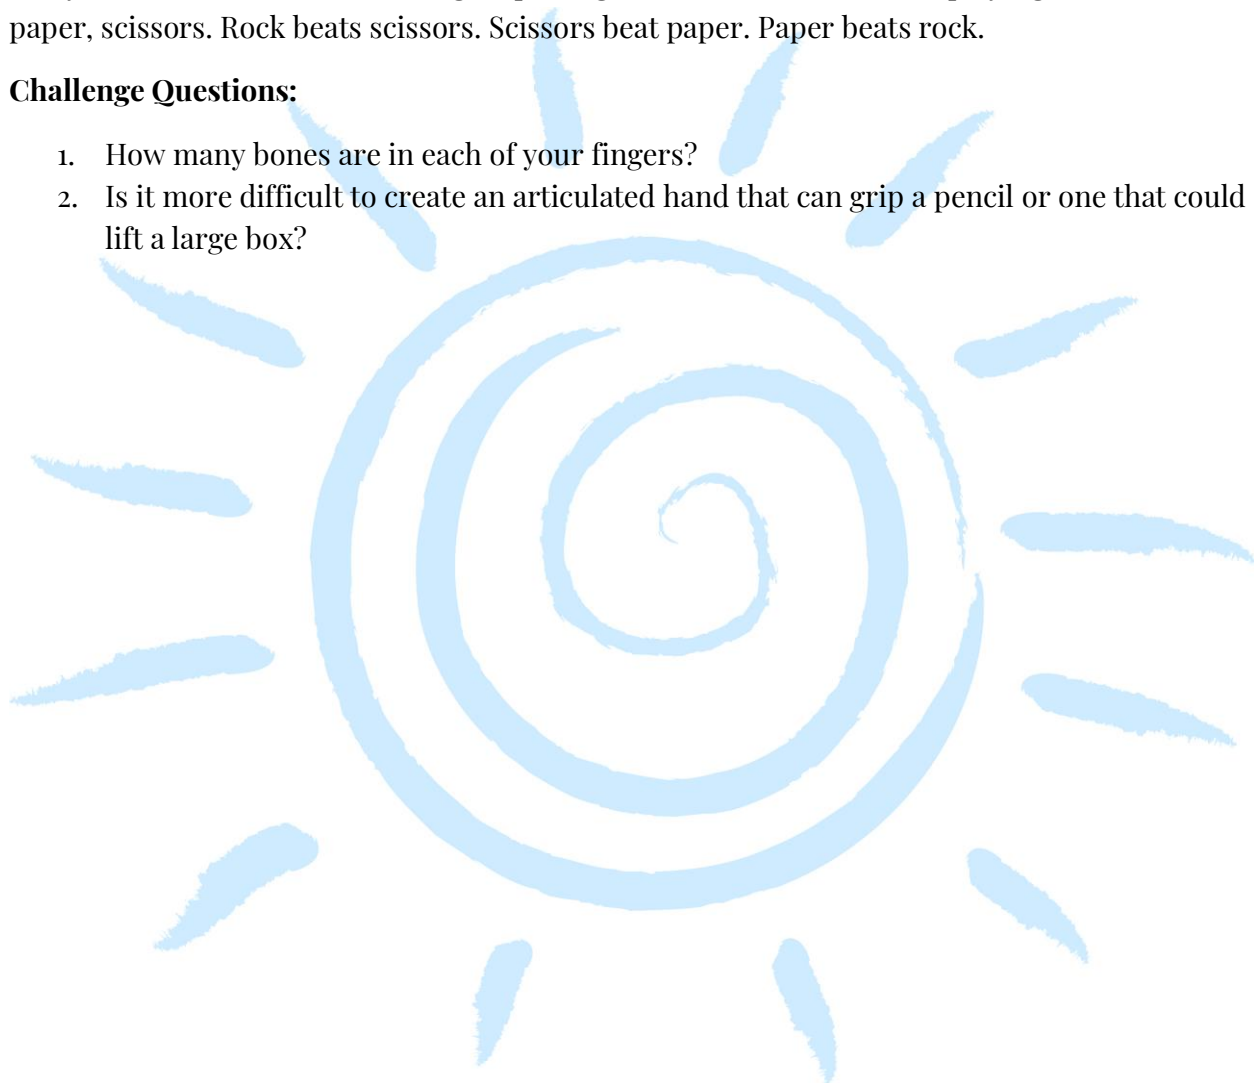 paper, scissors. Rock beats scissors. Scissors beat paper. Paper beats rock.
Challenge Questions:
1. How many bones are in each of your fingers?
2. Is it more difficult to create an articulated hand that can grip a pencil or one that could
lift a large box?